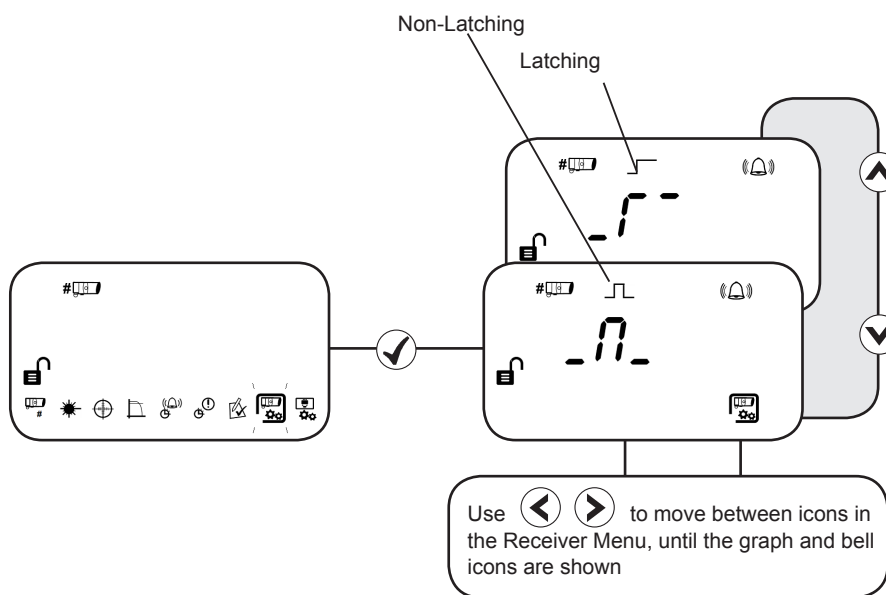 Non-Latching
Latching
#
#
#
#
Use to move between icons in
the Receiver Menu, until the graph and bell
icons are shown